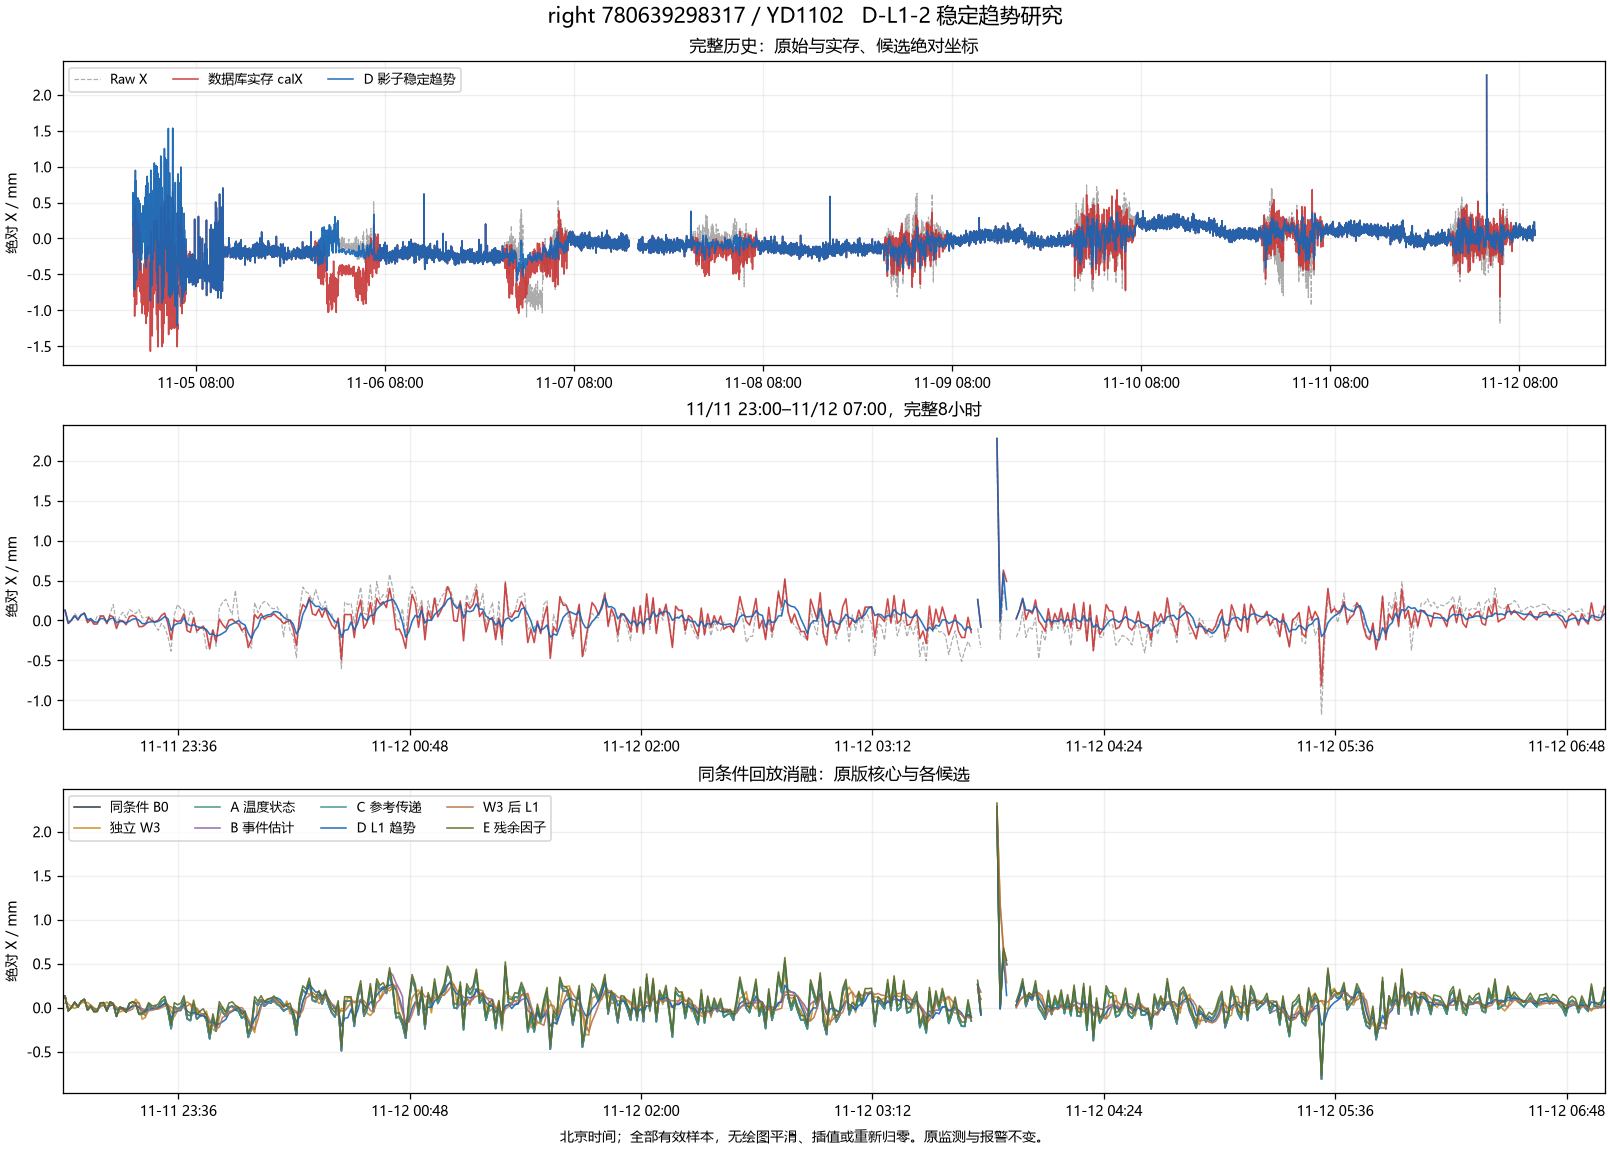 right 780639298317 / YD1102   D-L1-2 稳定趋势研究
完整历史：原始与实存、候选绝对坐标
Raw X
数据库实存 calX
D 影子稳定趋势
绝对 X / mm
2.0
1.5
1.0
0.5
0.0
-0.5
-1.0
-1.5
11-05 08:00
11-06 08:00
11-07 08:00
11-08 08:00
11-09 08:00
11-10 08:00
11-11 08:00
11-12 08:00
11/11 23:00–11/12 07:00，完整8小时
绝对 X / mm
2.0
1.5
1.0
0.5
0.0
-0.5
-1.0
11-11 23:36
11-12 00:48
11-12 02:00
11-12 03:12
11-12 04:24
11-12 05:36
11-12 06:48
同条件回放消融：原版核心与各候选
同条件 B0
A 温度状态
C 参考传递
W3 后 L1
独立 W3
B 事件估计
D L1 趋势
E 残余因子
绝对 X / mm
2.0
1.5
1.0
0.5
0.0
-0.5
11-11 23:36
11-12 00:48
11-12 02:00
11-12 03:12
11-12 04:24
11-12 05:36
11-12 06:48
北京时间；全部有效样本，无绘图平滑、插值或重新归零。原监测与报警不变。